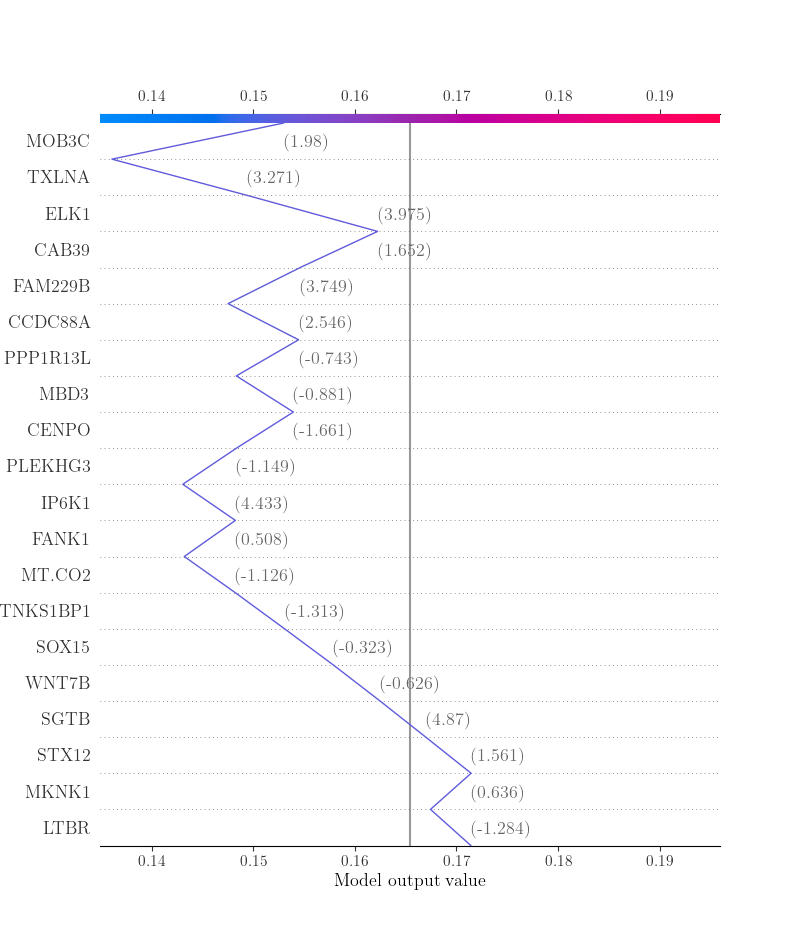 0.14 0.15 0.16 0.17 0.18 0.19
MOB3C (1.98)
TXLNA (3.271)
ELK1 (3.975)
CAB39 (1.652)
FAM229B (3.749)
CCDC88A (2.546)
PPP1R13L (-0.743)
MBD3 (-0.881)
CENPO (-1.661)
PLEKHG3 (-1.149)
IP6K1 (4.433)
FANK1 (0.508)
MT.CO2 (-1.126)
TNKS1BP1 (-1.313)
SOX15 (-0.323)
WNT7B (-0.626)
SGTB (4.87)
STX12 (1.561)
MKNK1 (0.636)
LTBR (-1.284)
0.14 0.15 0.16 0.17 0.18 0.19
Model output value